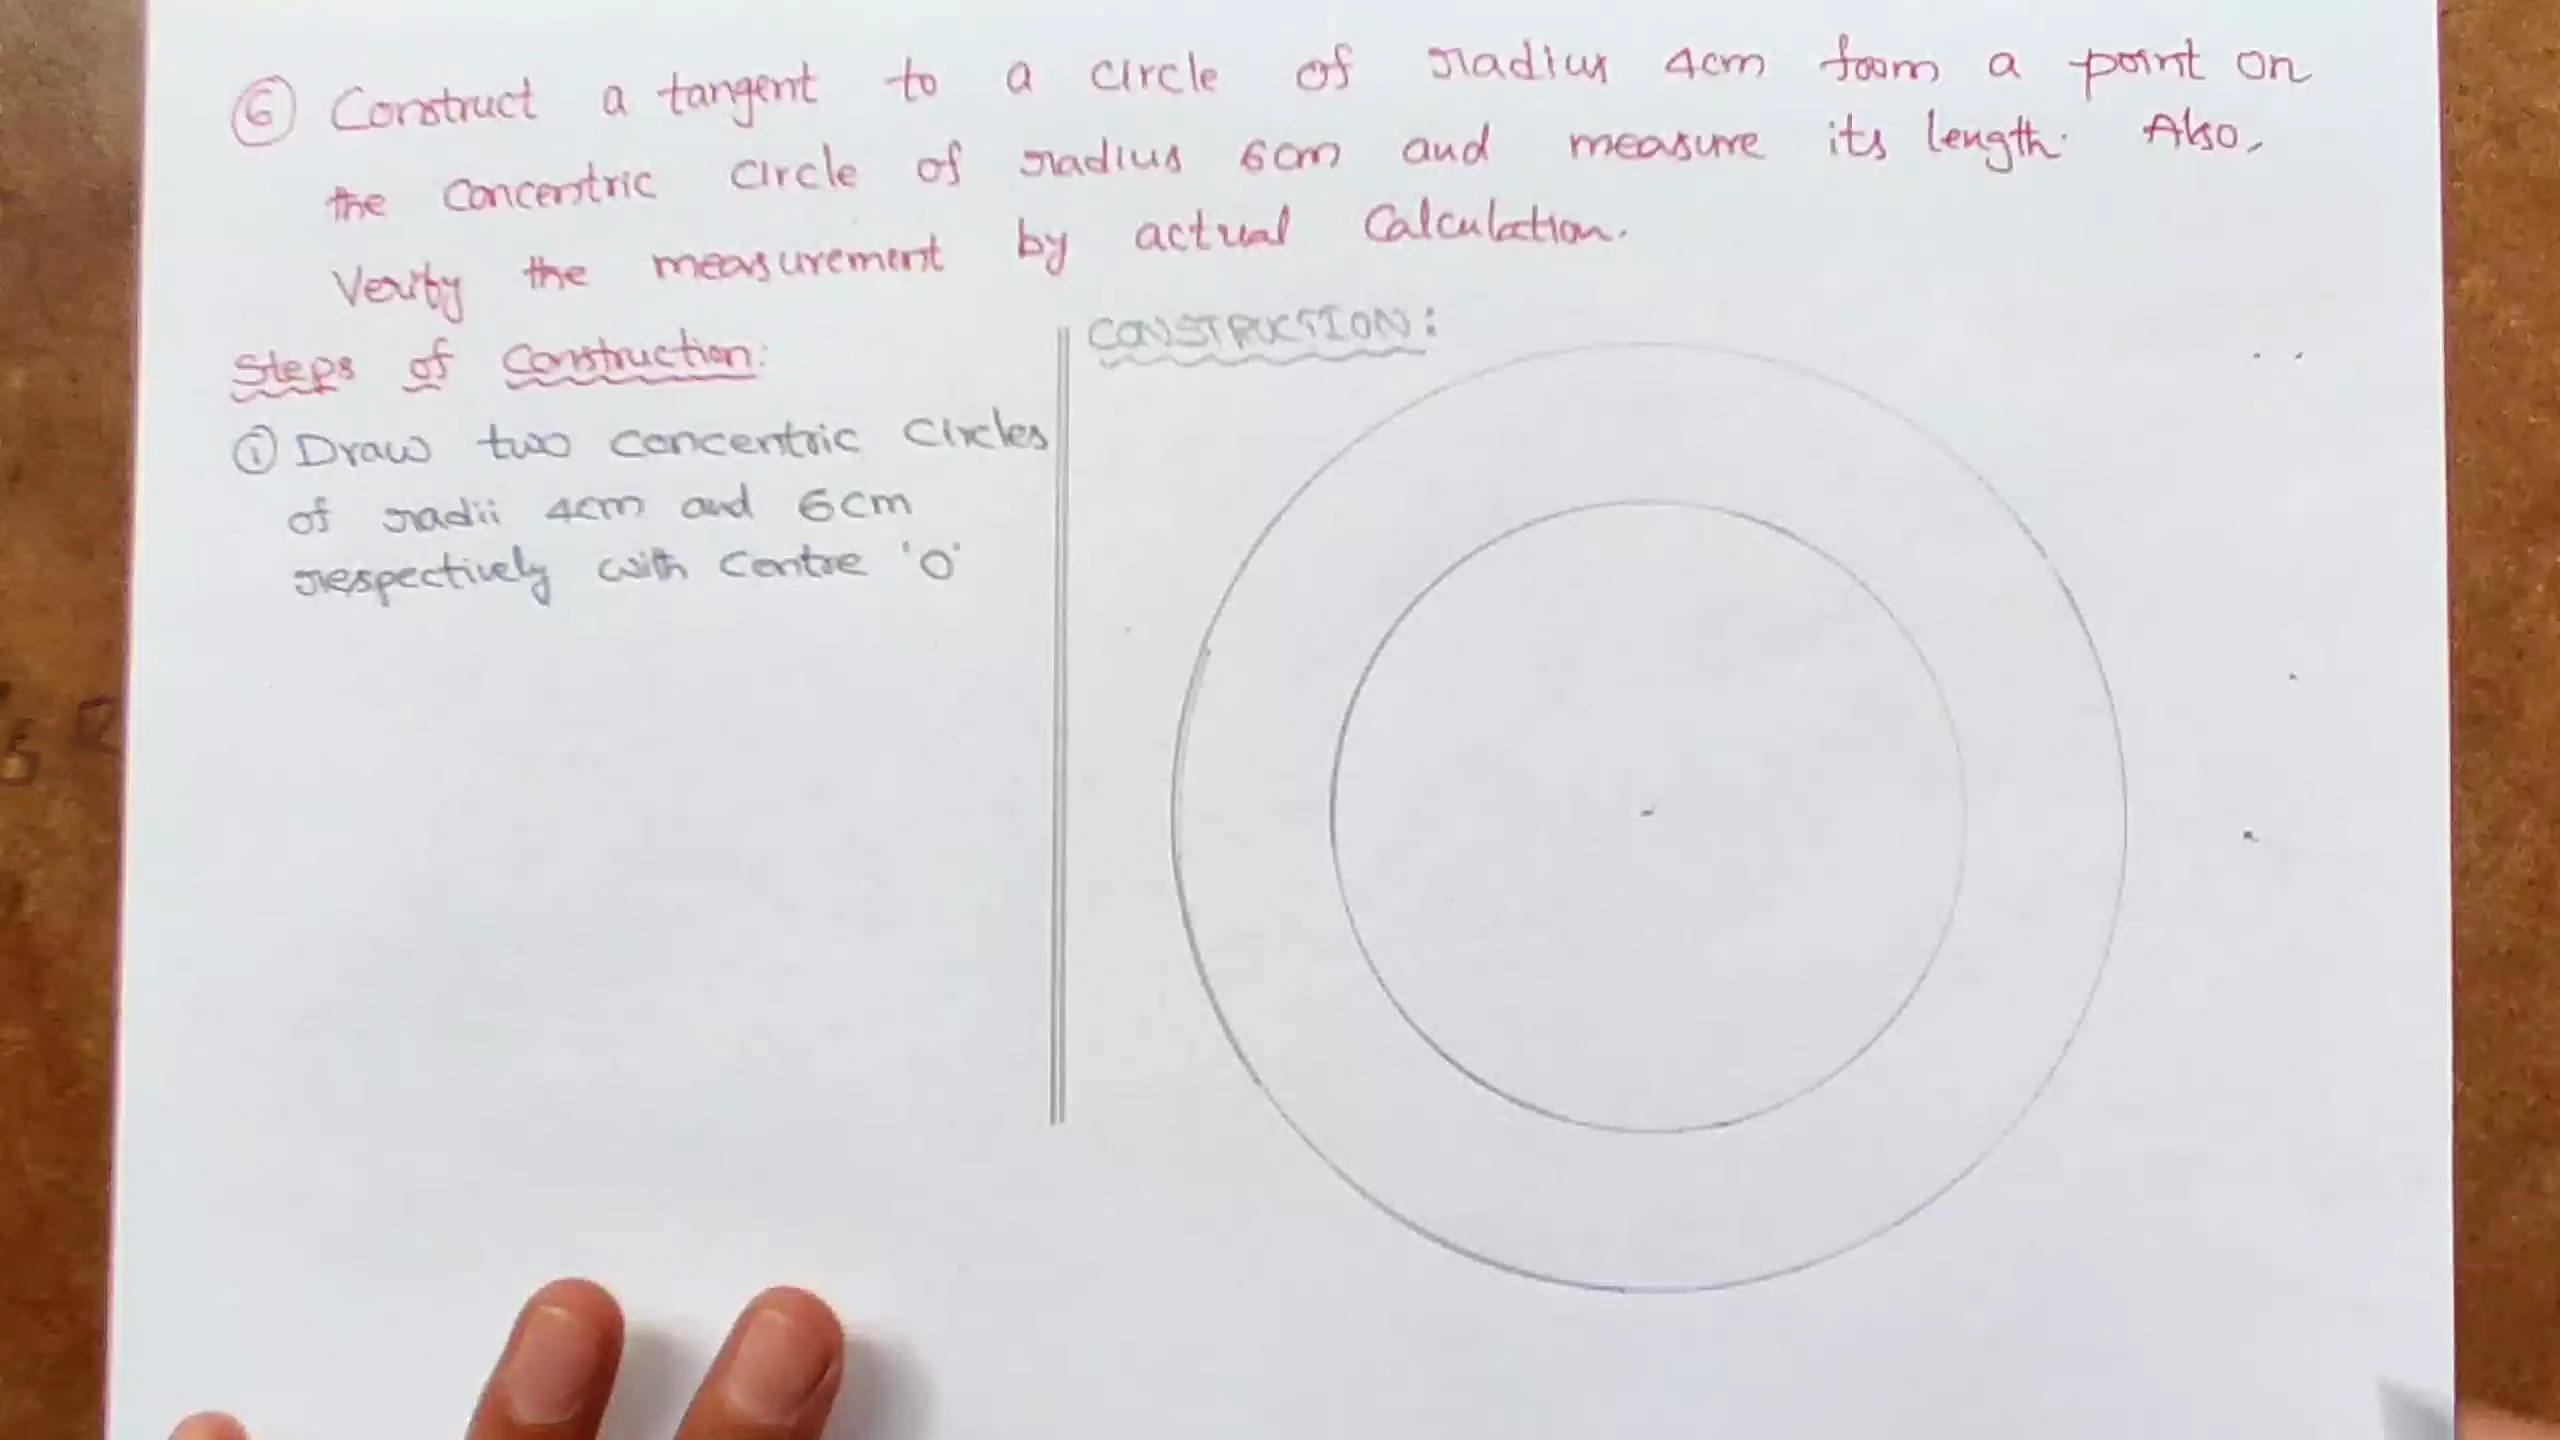 6 Construct a tangent to a circle of radius 4cm from a point on
the concentric circle of radius 6cm and measure its length. Also,
Verify the measurement by actual Calculation.
Steps of Construction:
i Draw two concentric Circles
of radii 4cm and 6cm
respectively with Centre 'O'
CONSTRUCTION: